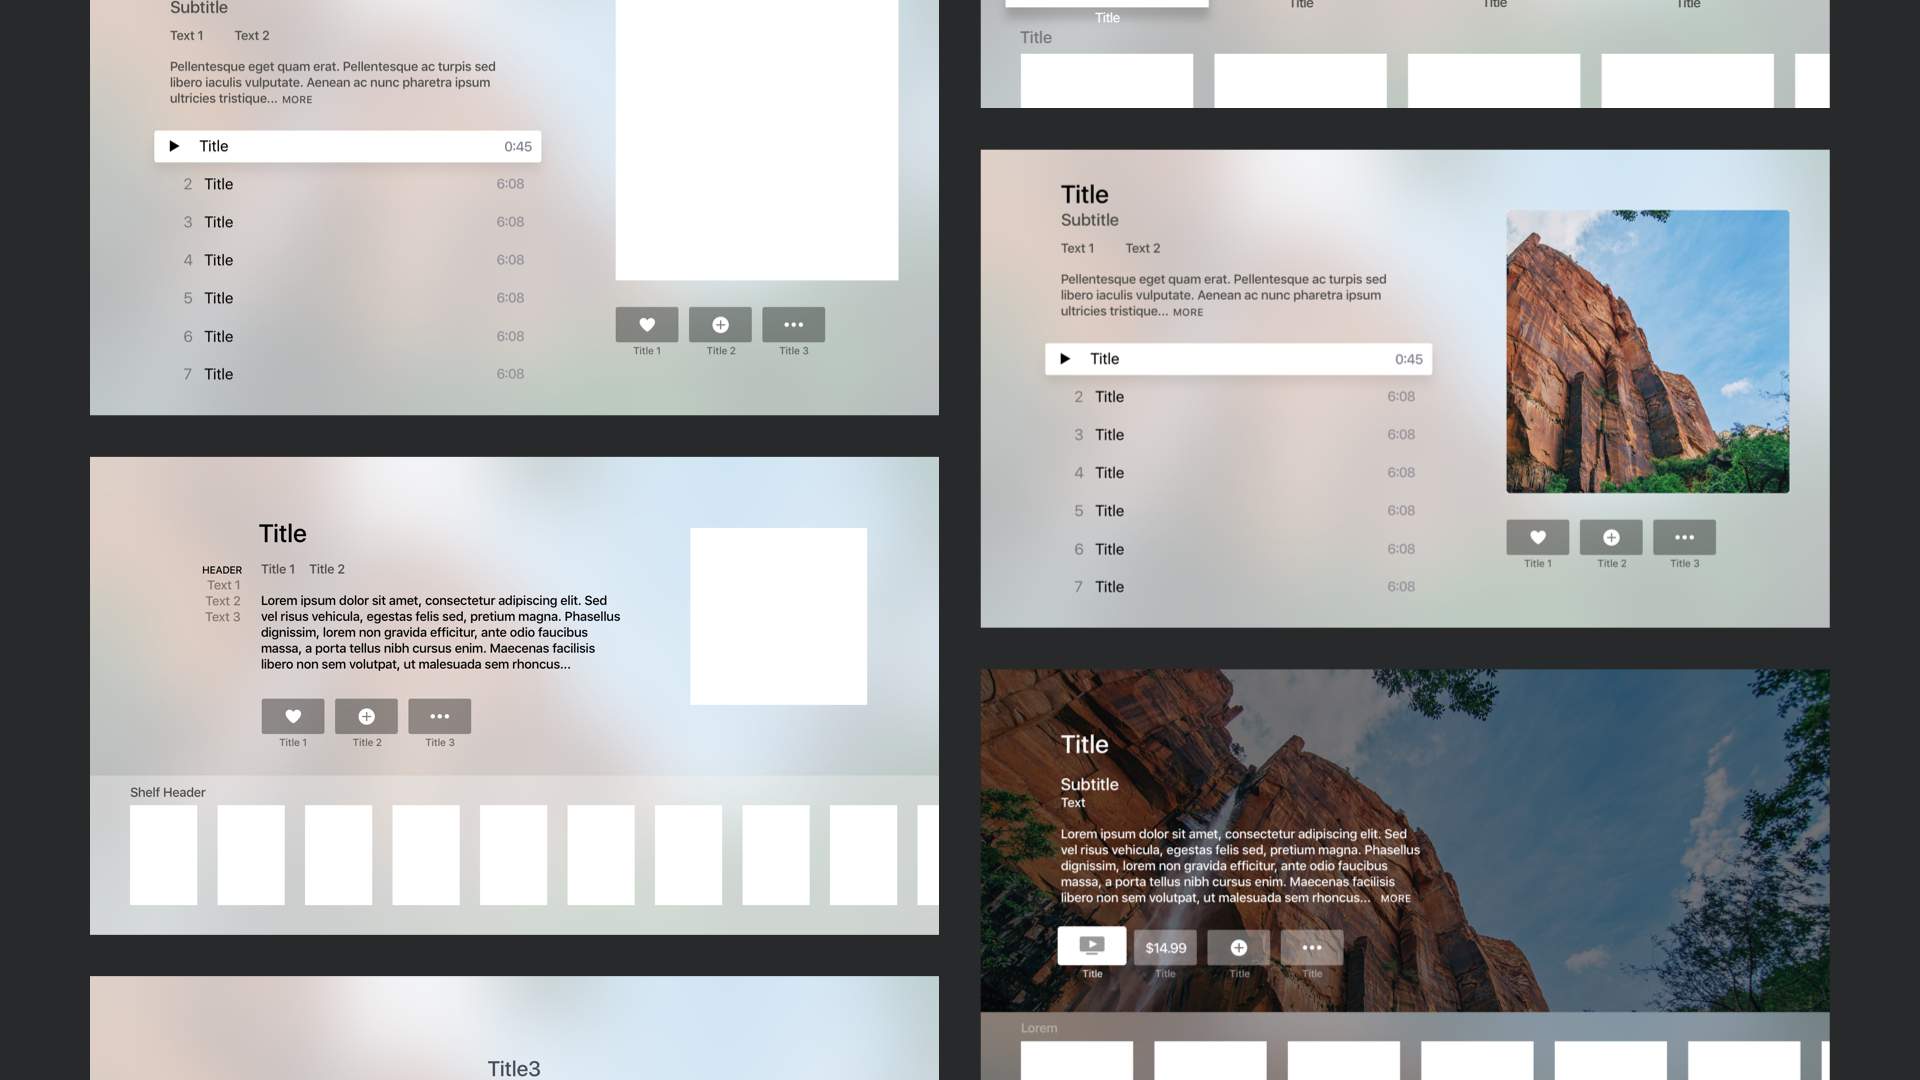 Subtitle
Text 1 Text 2
Pellentesque eget quam erat. Pellentesque ac turpis sed
libero iaculis vulputate. Aenean ac nunc pharetra ipsum
ultricies tristique... MORE
Title 0:45
2 Title 6:08
3 Title 6:08
4 Title 6:08
5 Title 6:08
6 Title 6:08
7 Title 6:08
Title 1 Title 2 Title 3
Title
HEADER
Text 1
Text 2
Text 3
Title 1 Title 2
Lorem ipsum dolor sit amet, consectetur adipiscing elit. Sed
vel risus vehicula, egestas felis sed, pretium magna. Phasellus
dignissim, lorem non gravida efficitur, ante odio faucibus
massa, a porta tellus nibh cursus enim. Maecenas facilisis
libero non sem volutpat, ut malesuada sem rhoncus...
Title 1 Title 2 Title 3
Shelf Header
Title3
Title Title Title Title
Title
Title
Subtitle
Text 1 Text 2
Pellentesque eget quam erat. Pellentesque ac turpis sed
libero iaculis vulputate. Aenean ac nunc pharetra ipsum
ultricies tristique... MORE
Title 0:45
2 Title 6:08
3 Title 6:08
4 Title 6:08
5 Title 6:08
6 Title 6:08
7 Title 6:08
Title 1 Title 2 Title 3
Title
Subtitle
Text
Lorem ipsum dolor sit amet, consectetur adipiscing elit. Sed
vel risus vehicula, egestas felis sed, pretium magna. Phasellus
dignissim, lorem non gravida efficitur, ante odio faucibus
massa, a porta tellus nibh cursus enim. Maecenas facilisis
libero non sem volutpat, ut malesuada sem rhoncus... MORE
$14.99
Title Title Title Title
Lorem